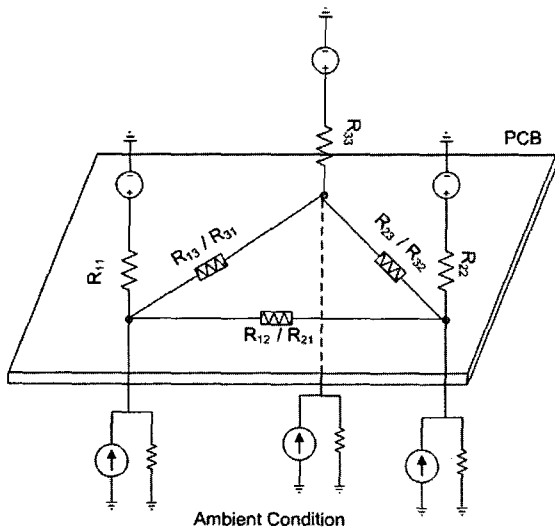 R33
PCB
R13 / R31
R23 / R32
R11
R22
R12 / R21
Ambient Condition